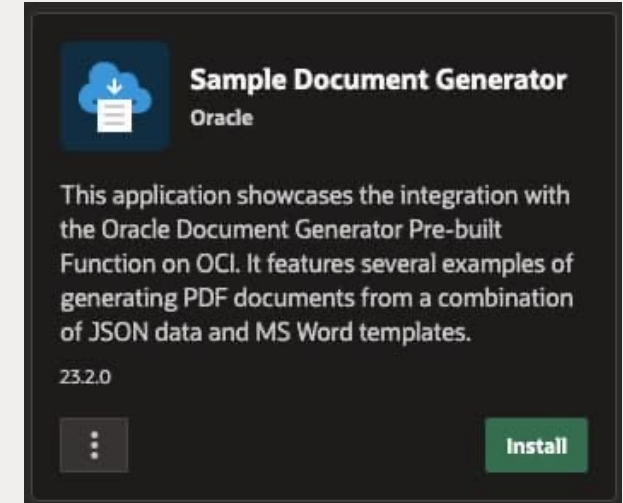 Sample Document Generator
Oracle
This application showcases the integration with
the Oracle Document Generator Pre-built
Function on OCI. It features several examples of
generating PDF documents from a combination
of JSON data and MS Word templates.
23.2.0
Install